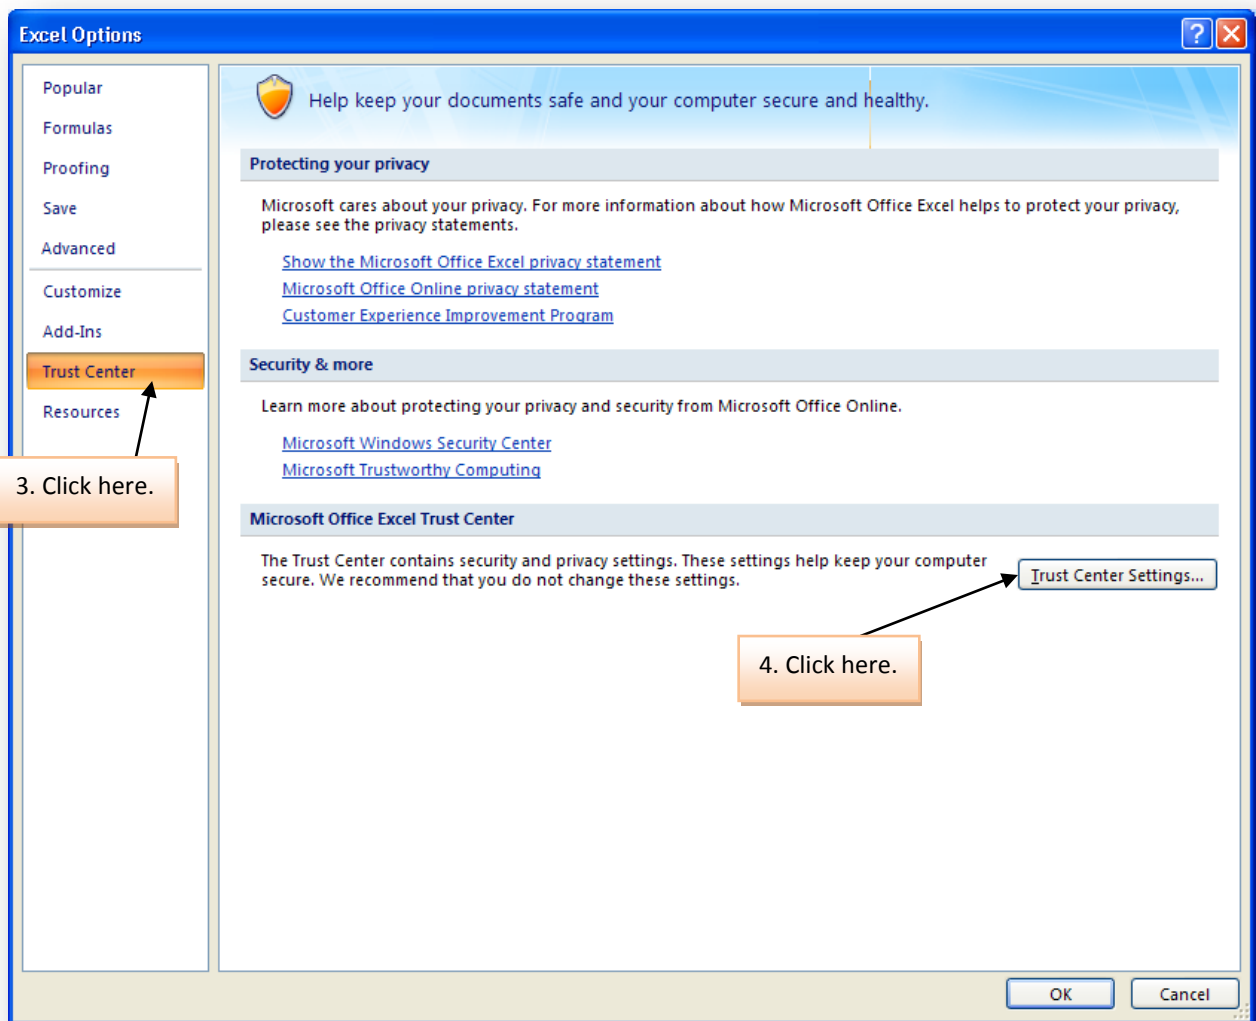 Excel Options
Popular
Formulas
Proofing
Save
Advanced
Customize
Add-Ins
Trust Center
Resources
3. Click here.
Help keep your documents safe and your computer secure and healthy.
Protecting your privacy
Microsoft cares about your privacy. For more information about how Microsoft Office Excel helps to protect your privacy,
please see the privacy statements.
Show the Microsoft Office Excel privacy statement
Microsoft Office Online privacy statement
Customer Experience Improvement Program
Security & more
Learn more about protecting your privacy and security from Microsoft Office Online.
Microsoft Windows Security Center
Microsoft Trustworthy Computing
Microsoft Office Excel Trust Center
The Trust Center contains security and privacy settings. These settings help keep your computer
secure. We recommend that you do not change these settings.
Trust Center Settings...
4. Click here.
OK
Cancel